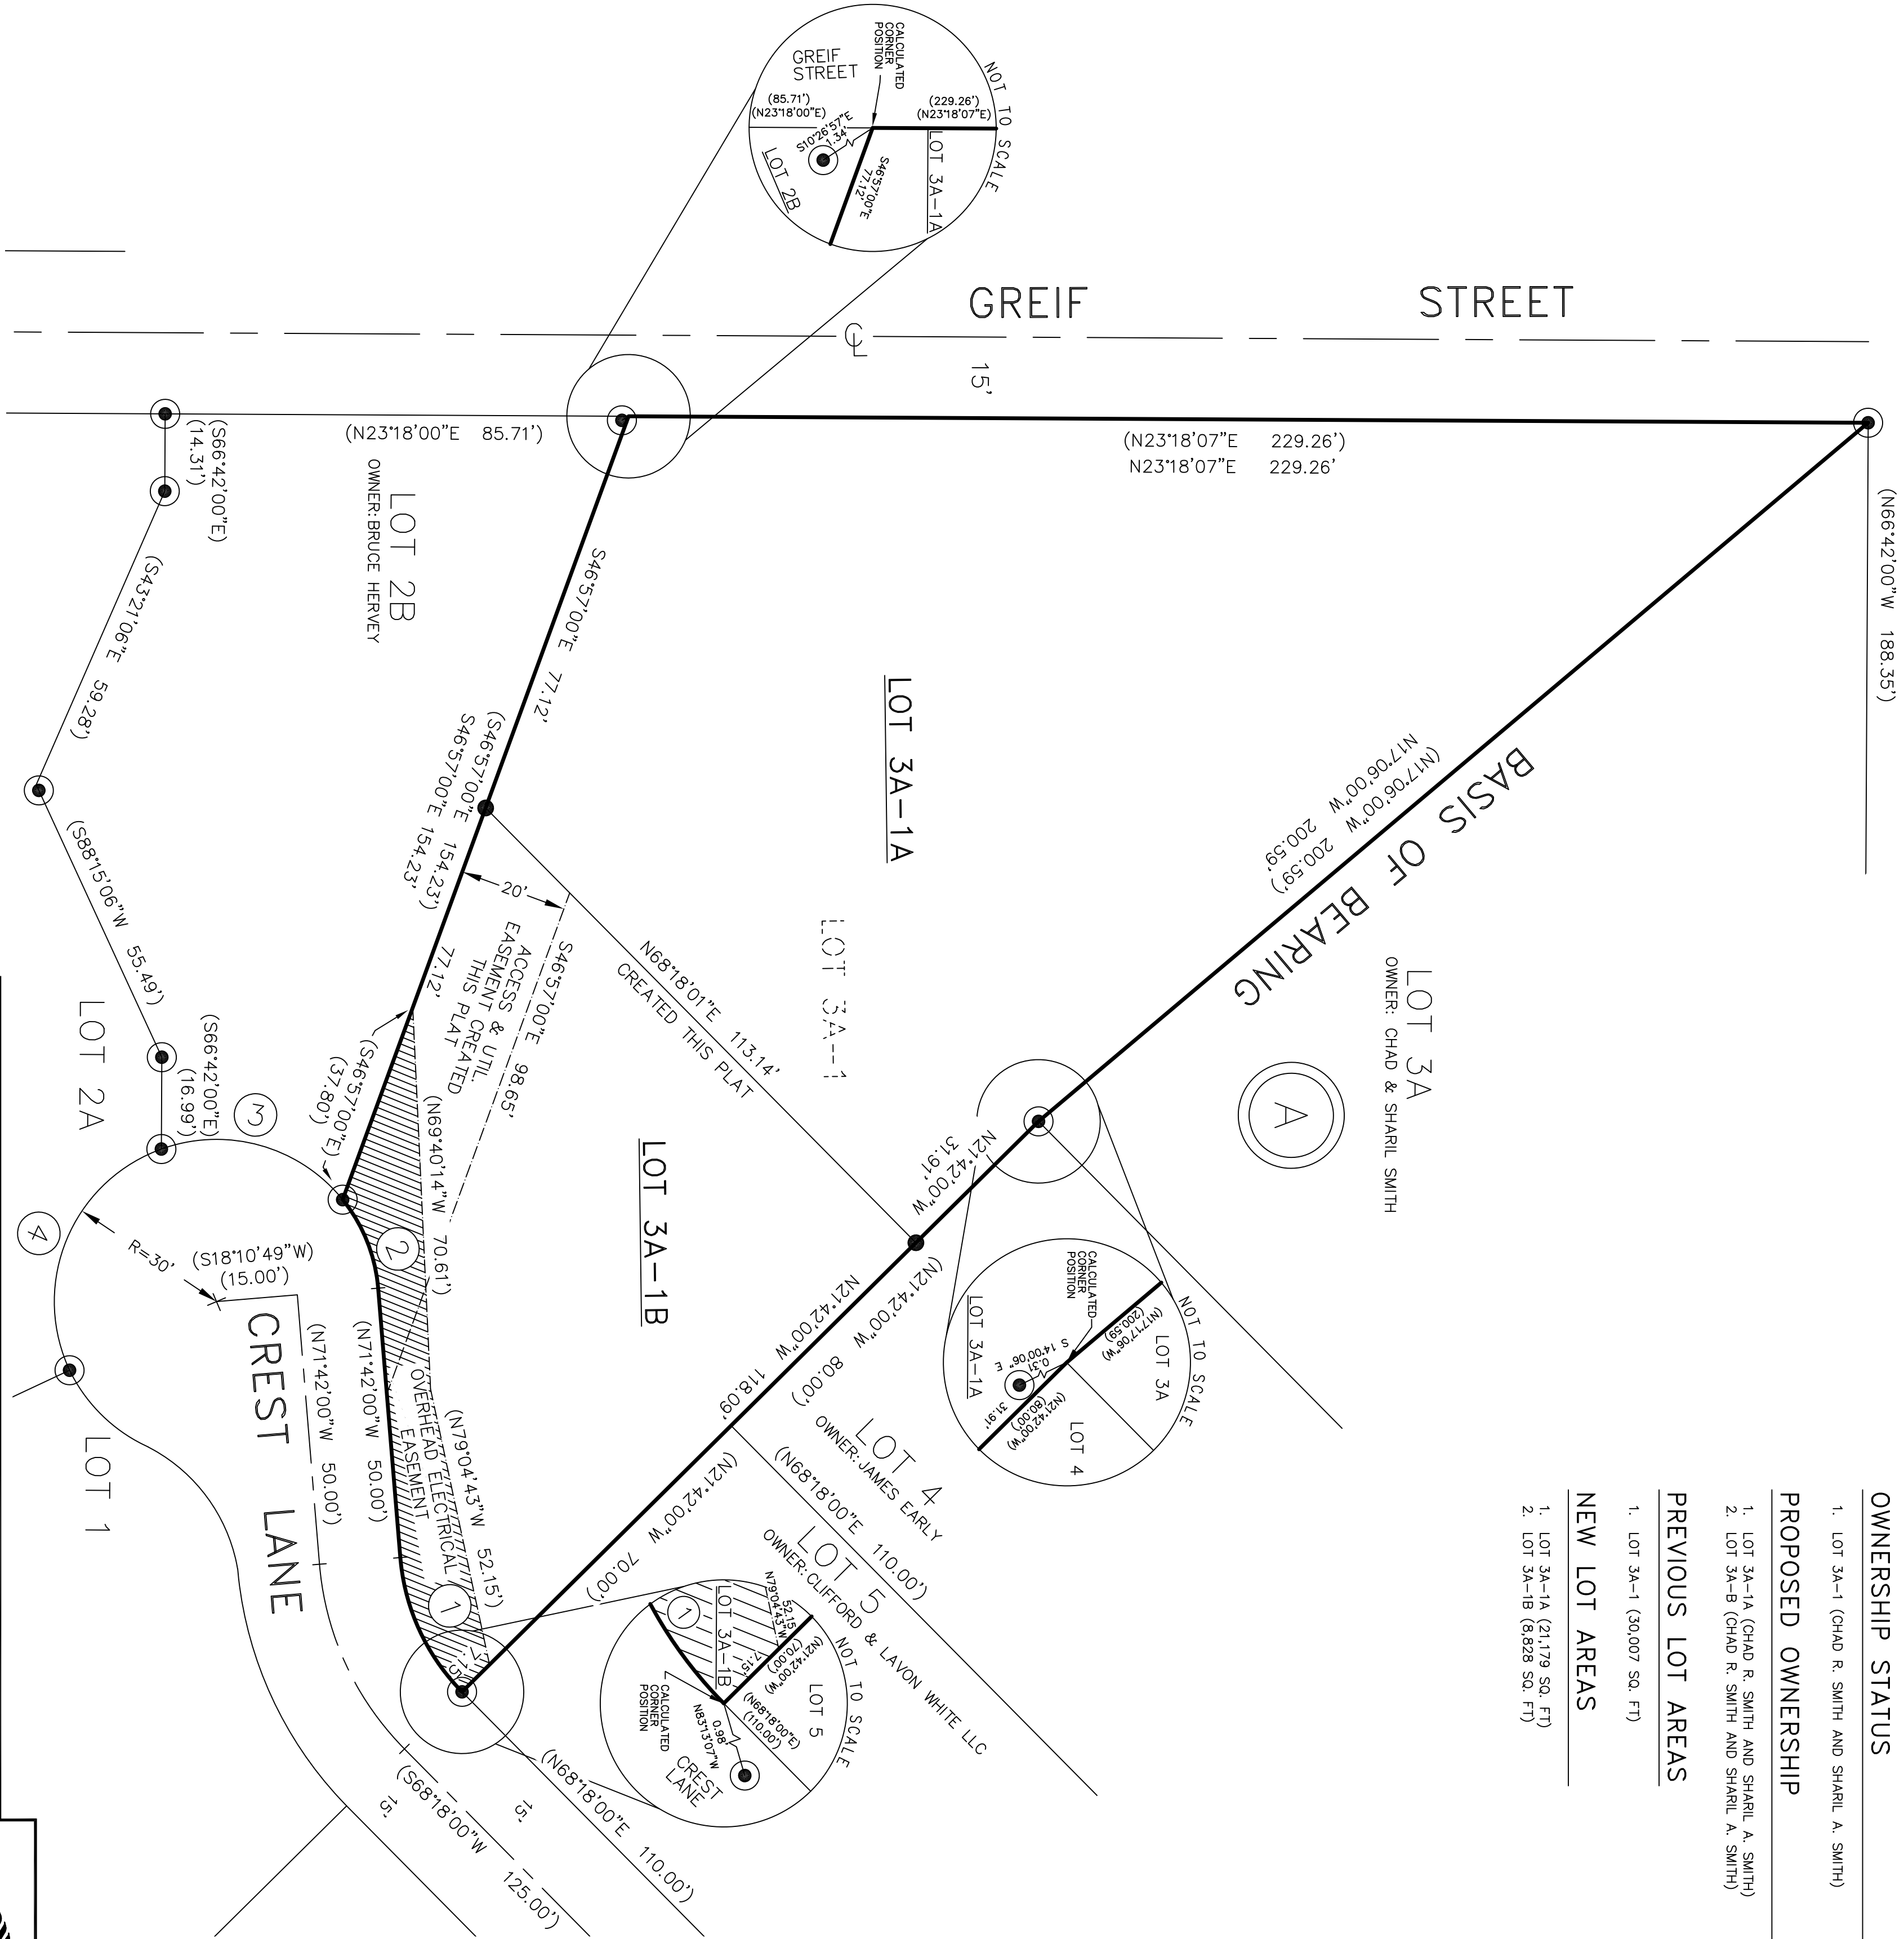 NOT TO SCALE
CALCULATED
CORNER
POSITION
GREIF
STREET
(85.71')
(N23°18'00"E)
(229.26')
(N23°18'07"E)
S10°26'57"E
1.34'
S46°57'00"E
77.12'
LOT 2B
LOT 3A-1A
GREIF STREET
℄
15'
(N23°18'00"E 85.71')
(N23°18'07"E 229.26')
N23°18'07"E 229.26'
(N66°42'00"W 188.35')
(S66°42'00"E)
(14.31')
LOT 2B
OWNER: BRUCE HERVEY
(S43°21'06"E 59.28')
(S88°15'06"W 55.49')
LOT 2A
(S66°42'00"E)
(16.99')
S46°57'00"E 77.12'
(S46°57'00"E 154.23')
S46°57'00"E 154.23'
77.12'
20'
S46°57'00"E 98.65'
ACCESS & UTIL.
EASEMENT CREATED
THIS PLAT
(S46°57'00"E)
(37.80')
LOT 3A-1A
LOT 3A-1
N68°18'01"E 113.14'
CREATED THIS PLAT
N17°06'00"W 200.59'
(N17°06'00"W 200.59')
BASIS OF BEARING
LOT 3A
OWNER: CHAD & SHARIL SMITH
A
N21°42'00"W
31.91'
NOT TO SCALE
CALCULATED
CORNER
POSITION
(N17°17'06"W)
(200.59)
LOT 3A
LOT 3A-1A
S 14°00'06" E
0.37'
(N21°42'00"W)
(80.00')
31.91'
LOT 4
(N21°42'00"W 80.00')
N21°42'00"W 118.09'
LOT 4
OWNER: JAMES EARLY
(N68°18'00"E 110.00')
LOT 5
OWNER: CLIFFORD & LAVON WHITE LLC
(N21°42'00"W 70.00')
LOT 3A-1B
(N69°40'14"W 70.61')
2
3
4
R=30'
(S18°10'49"W)
(15.00')
CREST LANE
(N71°42'00"W 50.00')
(N71°42'00"W 50.00')
OVERHEAD ELECTRICAL
EASEMENT
(N79°04'43"W 52.15')
1
7.15'
LOT 1
NOT TO SCALE
52.15
N79°04'43"W
(N21°42'00"W)
(70.00')
7.15'
1
LOT 3A-1B
LOT 5
(N68°18'00"E)
(110.00')
CALCULATED
CORNER
POSITION
0.98'
N83°13'07"W
CREST
LANE
(N68°18'00"E 110.00')
15'
15'
(S68°18'00"W 125.00')
OWNERSHIP STATUS
1. LOT 3A-1 (CHAD R. SMITH AND SHARIL A. SMITH)
PROPOSED OWNERSHIP
1. LOT 3A-1A (CHAD R. SMITH AND SHARIL A. SMITH)
2. LOT 3A-B (CHAD R. SMITH AND SHARIL A. SMITH)
PREVIOUS LOT AREAS
1. LOT 3A-1 (30,007 SQ. FT)
NEW LOT AREAS
1. LOT 3A-1A (21,179 SQ. FT)
2. LOT 3A-1B (8,828 SQ. FT)